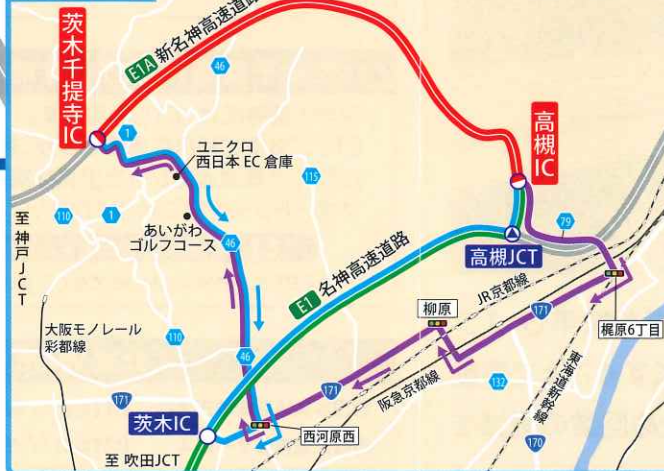 茨木千提寺IC
E1A 新名神高速道路
46
1
ユニクロ
西日本 EC 倉庫
115
高槻IC
110
1
あいがわ
ゴルフコース
46
79
至 神戸JCT
E1 名神高速道路
高槻JCT
JR京都線
柳原
171
梶原6丁目
大阪モノレール
彩都線
110
46
171
阪急京都線
132
東海道新幹線
171
茨木IC
西河原西
170
至 吹田JCT